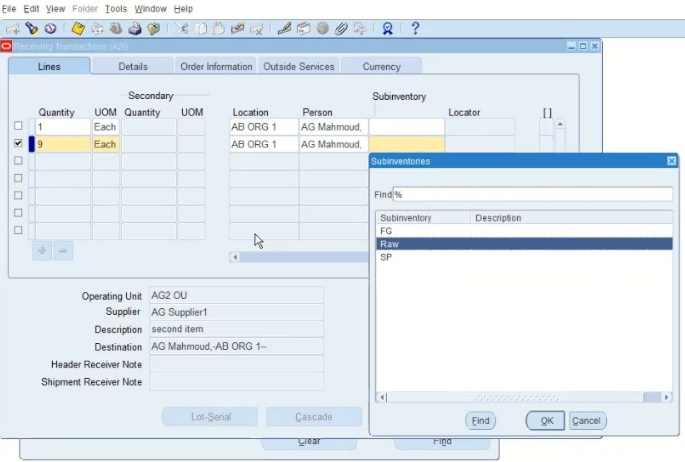 File Edit View Folder Tools Window Help
Receiving Transactions (A2)
Lines Details Order Information Outside Services Currency
Secondary Subinventory
Quantity UOM Quantity UOM Location Person Locator [ ]
1 Each AB ORG 1 AG Mahmoud,
9 Each AB ORG 1 AG Mahmoud,
Subinventories
Find %
Subinventory Description
FG
Raw
SP
Find OK Cancel
Operating Unit AG2 OU
Supplier AG Supplier1
Description second item
Destination AG Mahmoud,-AB ORG 1--
Header Receiver Note
Shipment Receiver Note
Lot-Serial Cascade
Clear Find